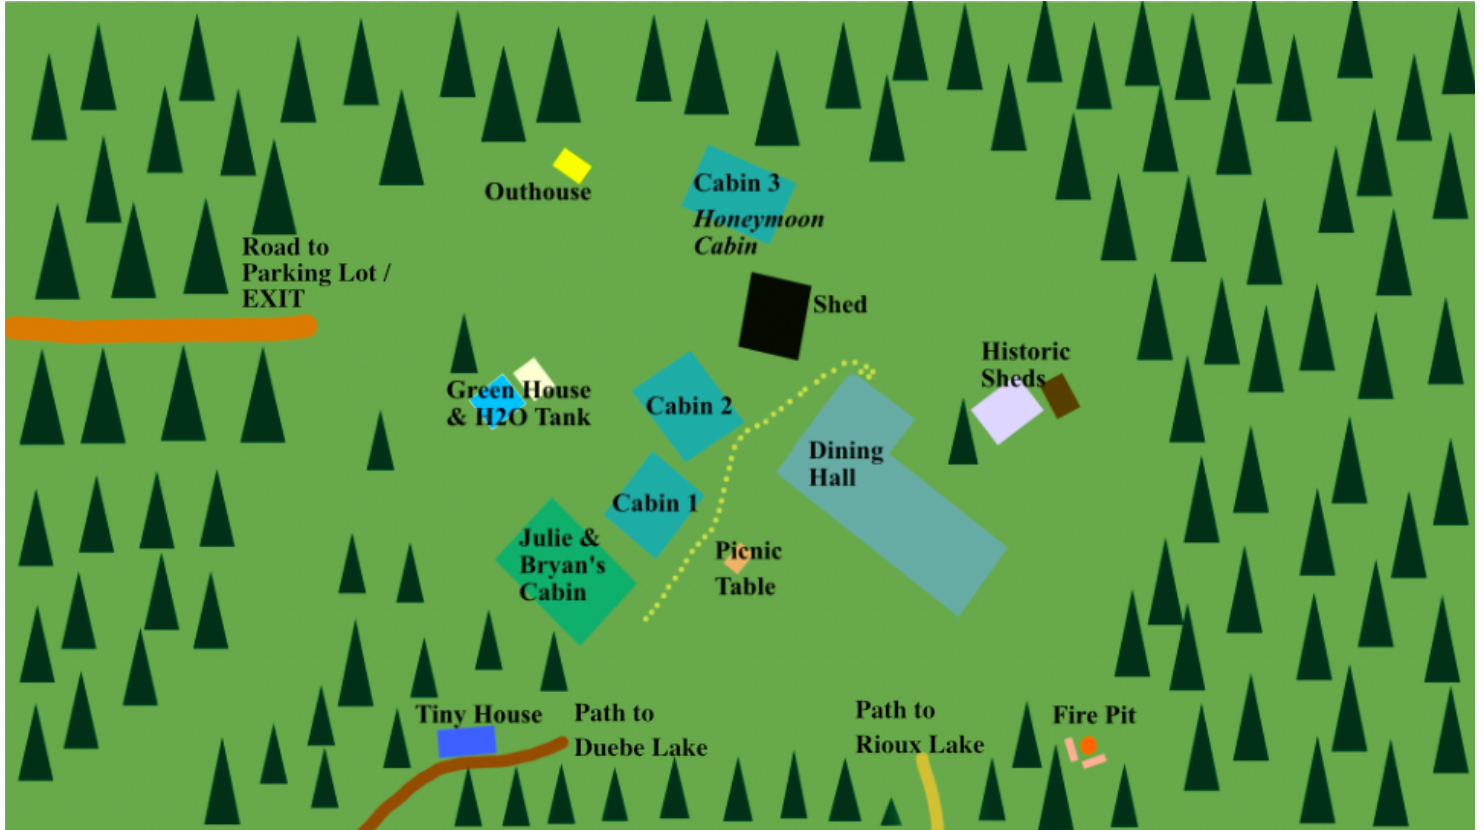 Cabin 3
Honeymoon
Cabin
Outhouse
Road to
Parking Lot /
EXIT
Shed
Historic
Sheds
Green House
& H2O Tank
Cabin 2
Dining
Hall
Cabin 1
Julie &
Bryan's
Cabin
Picnic
Table
Tiny House
Path to
Duebe Lake
Path to
Rioux Lake
Fire Pit